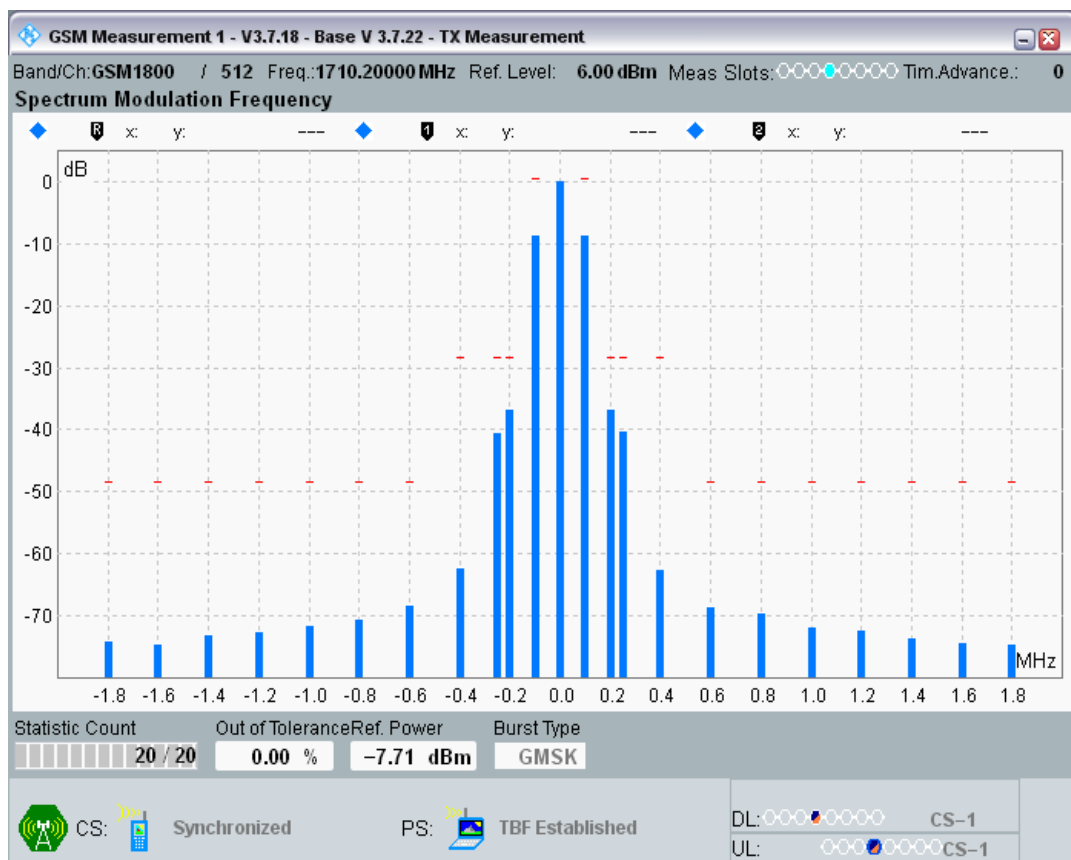 GSM Measurement 1 - V3.7.18 - Base V 3.7.22 - TX Measurement
Band/Ch:GSM1800 / 512 Freq.:1710.20000 MHz Ref. Level: 6.00 dBm Meas Slots: Tim.Advance.: 0
Spectrum Modulation Frequency
R x: y: --- 1 x: y: --- 2 x: y: ---
dB
0
-10
-20
-30
-40
-50
-60
-70
MHz
-1.8 -1.6 -1.4 -1.2 -1.0 -0.8 -0.6 -0.4 -0.2 0.0 0.2 0.4 0.6 0.8 1.0 1.2 1.4 1.6 1.8
Statistic Count Out of Tolerance Ref. Power Burst Type
20 / 20 0.00 % −7.71 dBm GMSK
CS: Synchronized PS: TBF Established DL: CS−1
UL: CS−1